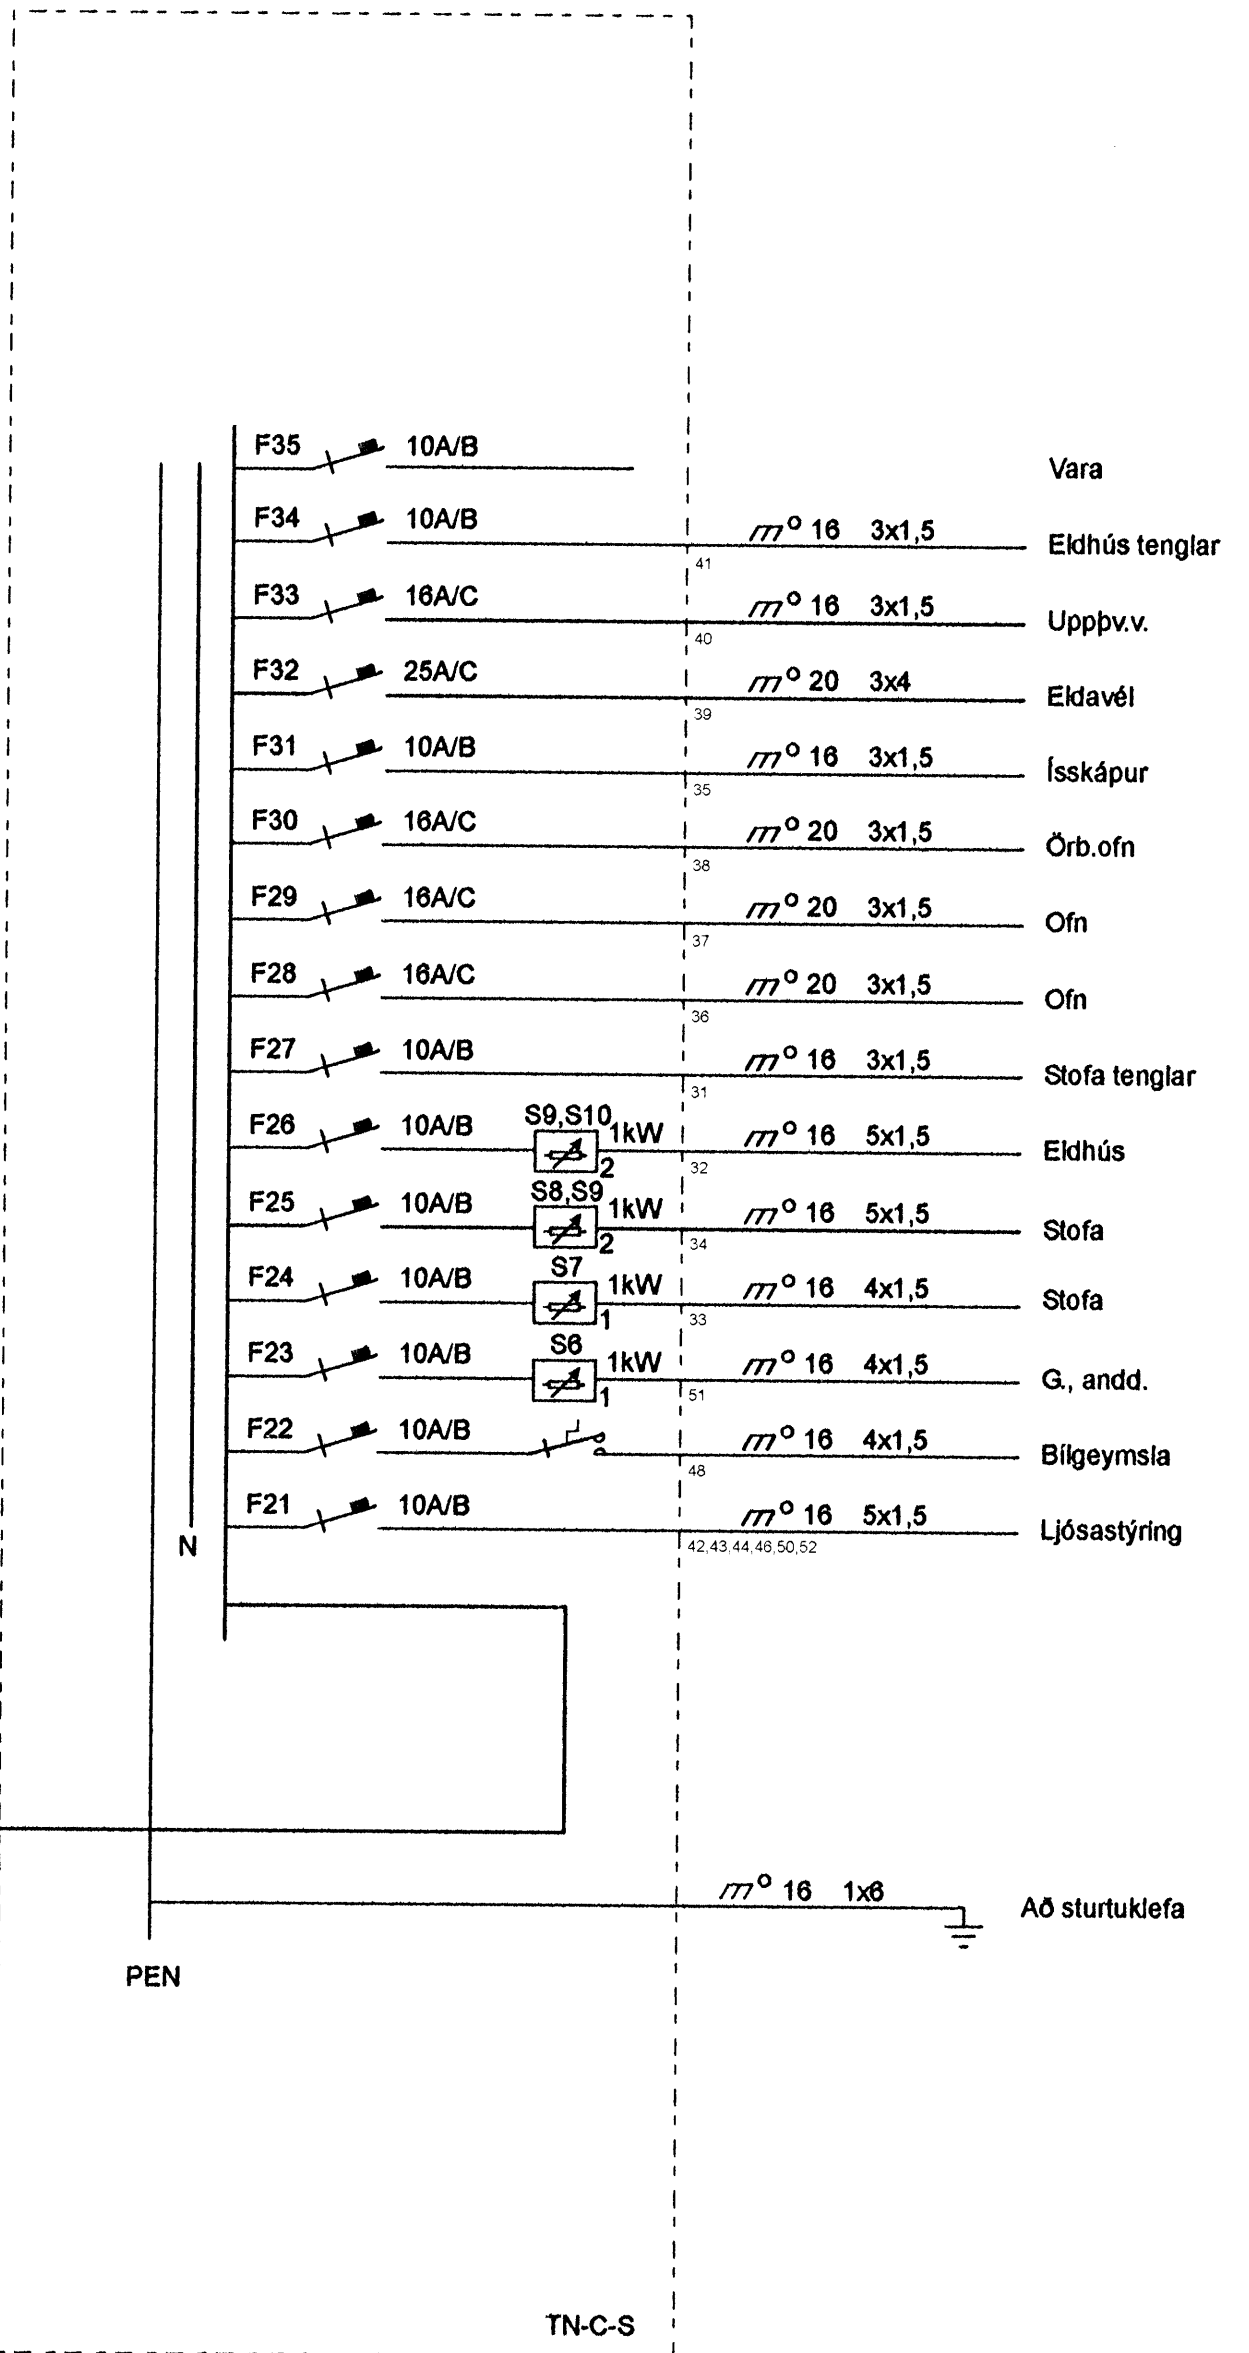 F35 10A/B Vara
F34 10A/B 16 3x1,5 Eldhús tenglar
41
F33 16A/C 16 3x1,5 Uppþv.v.
40
F32 25A/C 20 3x4 Eldavél
39
F31 10A/B 16 3x1,5 Ísskápur
35
F30 16A/C 20 3x1,5 Örb.ofn
38
F29 16A/C 20 3x1,5 Ofn
37
F28 16A/C 20 3x1,5 Ofn
36
F27 10A/B 16 3x1,5 Stofa tenglar
31
S9,S10
F26 10A/B 1kW 16 5x1,5 Eldhús
2 32
S8,S9
F25 10A/B 1kW 16 5x1,5 Stofa
2 34
S7
F24 10A/B 1kW 16 4x1,5 Stofa
1 33
S6
F23 10A/B 1kW 16 4x1,5 G., andd.
1 51
F22 10A/B 16 4x1,5 Bílgeymsla
48
F21 10A/B 16 5x1,5 Ljósastýring
N 42,43,44,46,50,52
16 1x6 Að sturtuklefa
PEN
TN-C-S